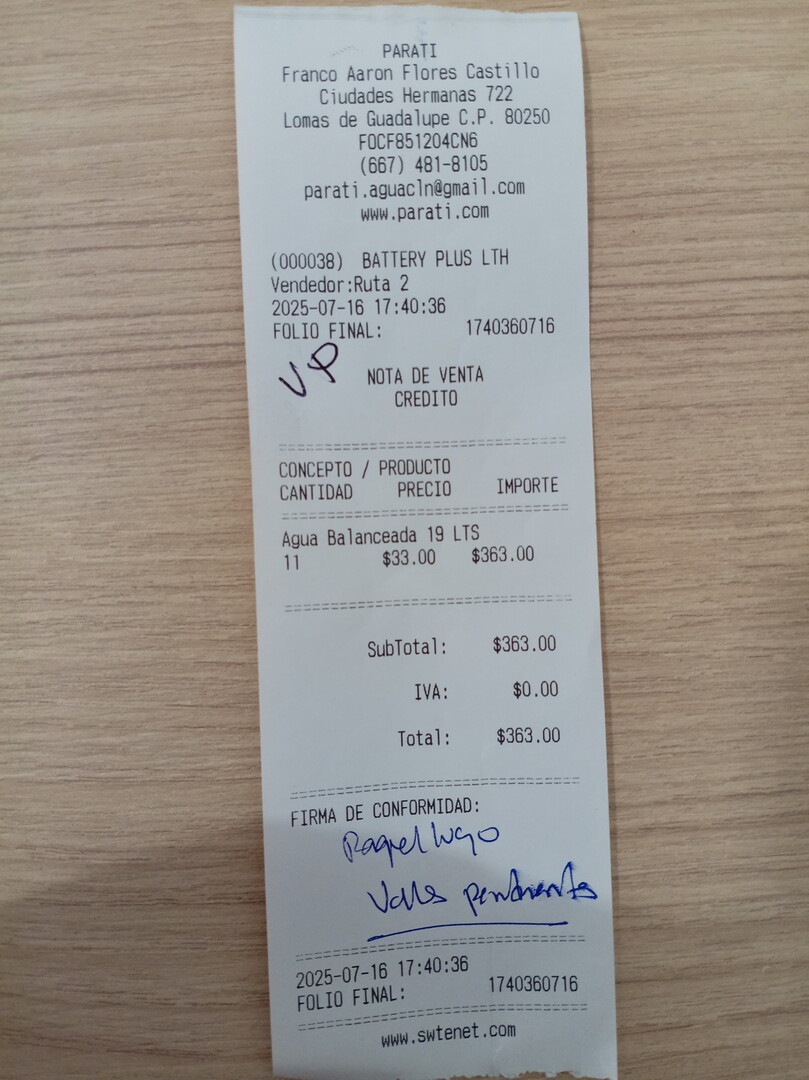 PARATI
Franco Aaron Flores Castillo
Ciudades Hermanas 722
Lomas de Guadalupe C.P. 80250
FOCF851204CN6
(667) 481-8105
parati.aguacln@gmail.com
www.parati.com
(000038) BATTERY PLUS LTH
Vendedor:Ruta 2
2025-07-16 17:40:36
FOLIO FINAL: 1740360716
VP
NOTA DE VENTA
CREDITO
CONCEPTO / PRODUCTO
CANTIDAD PRECIO IMPORTE
Agua Balanceada 19 LTS
11 $33.00 $363.00
SubTotal: $363.00
IVA: $0.00
Total: $363.00
FIRMA DE CONFORMIDAD:
Raquel Lugo
pendientes
2025-07-16 17:40:36
FOLIO FINAL: 1740360716
www.swtenet.com